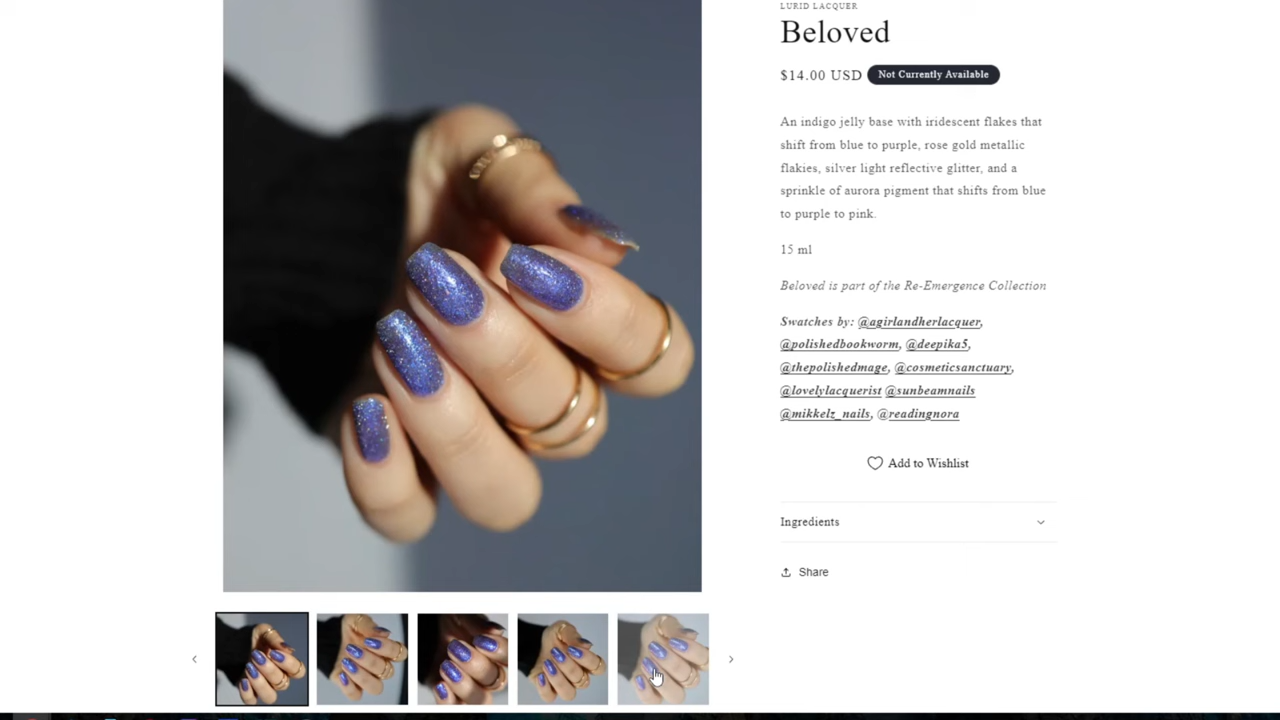 LURID LACQUER
Beloved
$14.00 USD Not Currently Available
An indigo jelly base with iridescent flakes that
shift from blue to purple, rose gold metallic
flakies, silver light reflective glitter, and a
sprinkle of aurora pigment that shifts from blue
to purple to pink.
15 ml
Beloved is part of the Re-Emergence Collection
Swatches by: @agirlandherlacquer,
@polishedbookworm, @deepika5,
@thepolishedmage, @cosmeticsanctuary,
@lovelylacquerist @sunbeamnails
@mikkelz_nails, @readingnora
Add to Wishlist
Ingredients
Share